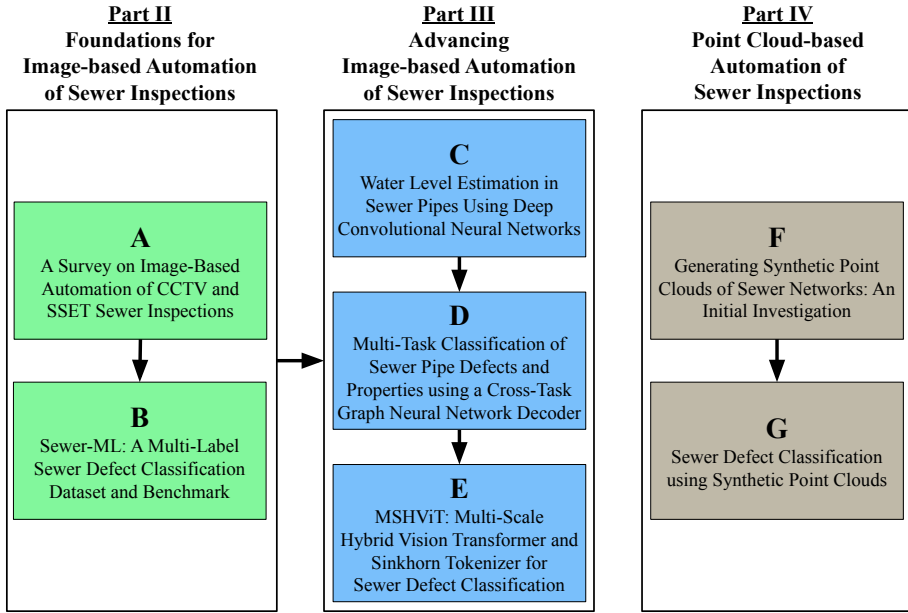 Part II
Foundations for
Image-based Automation
of Sewer Inspections
A
A Survey on Image-Based
Automation of CCTV and
SSET Sewer Inspections
B
Sewer-ML: A Multi-Label
Sewer Defect Classification
Dataset and Benchmark
Part III
Advancing
Image-based Automation
of Sewer Inspections
C
Water Level Estimation in
Sewer Pipes Using Deep
Convolutional Neural Networks
D
Multi-Task Classification of
Sewer Pipe Defects and
Properties using a Cross-Task
Graph Neural Network Decoder
E
MSHViT: Multi-Scale
Hybrid Vision Transformer and
Sinkhorn Tokenizer for
Sewer Defect Classification
Part IV
Point Cloud-based
Automation of
Sewer Inspections
F
Generating Synthetic Point
Clouds of Sewer Networks: An
Initial Investigation
G
Sewer Defect Classification
using Synthetic Point Clouds